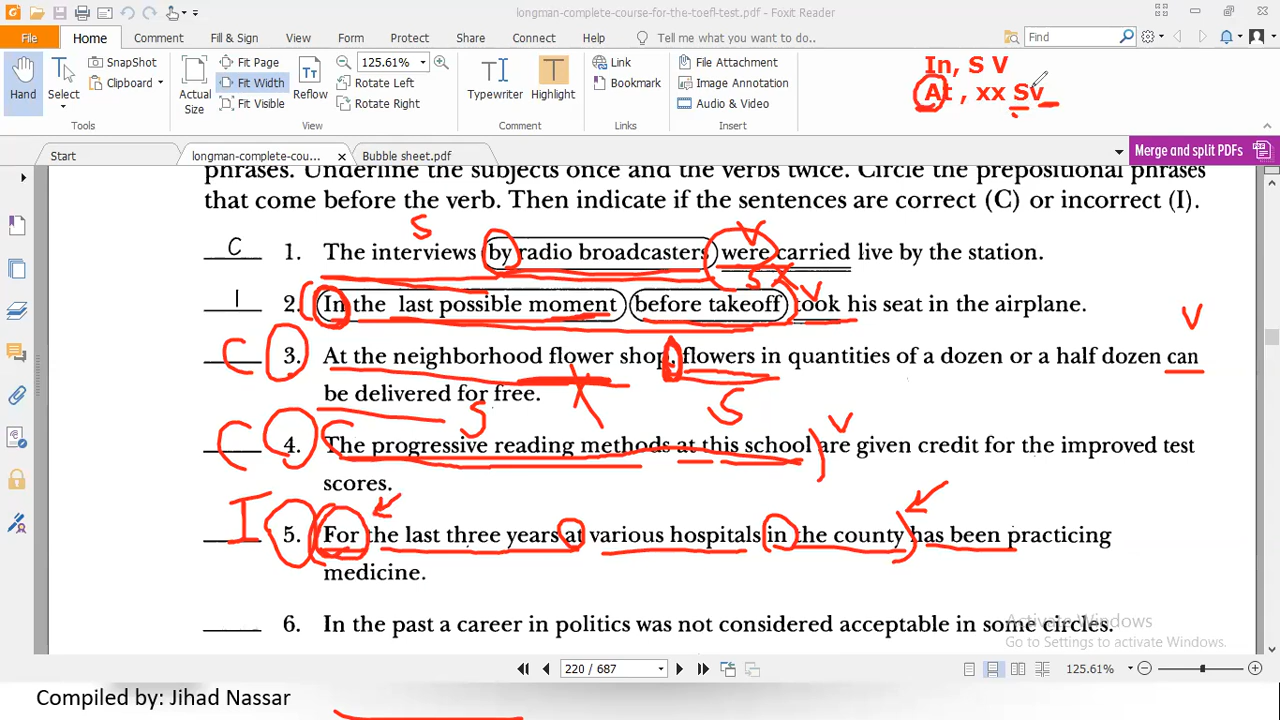 longman-complete-course-for-the-toefl-test.pdf - Foxit Reader
File Home Comment Fill & Sign View Form Protect Share Connect Help Tell me what you want to do.. Find
Hand
Select
SnapShot
Clipboard
Actual Size
Fit Page
Fit Width
Fit Visible
Reflow
125.61%
Rotate Left
Rotate Right
Typewriter
Highlight
Link
Bookmark
File Attachment
Image Annotation
Audio & Video
Tools View Comment Links Insert
In, S V
At , xx Sv
Start longman-complete-cou... Bubble sheet.pdf Merge and split PDFs
phrases. Underline the subjects once and the verbs twice. Circle the prepositional phrases
that come before the verb. Then indicate if the sentences are correct (C) or incorrect (I).
S V
C 1. The interviews by radio broadcasters were carried live by the station.
S V
I 2. In the last possible moment before takeoff took his seat in the airplane.
V
C 3. At the neighborhood flower shop, flowers in quantities of a dozen or a half dozen can
be delivered for free.
S
S V
C 4. The progressive reading methods at this school are given credit for the improved test
scores.
I 5. For the last three years at various hospitals in the county has been practicing
medicine.
6. In the past a career in politics was not considered acceptable in some circles.
Activate Windows
Go to Settings to activate Windows.
220 / 687 125.61%
Compiled by: Jihad Nassar